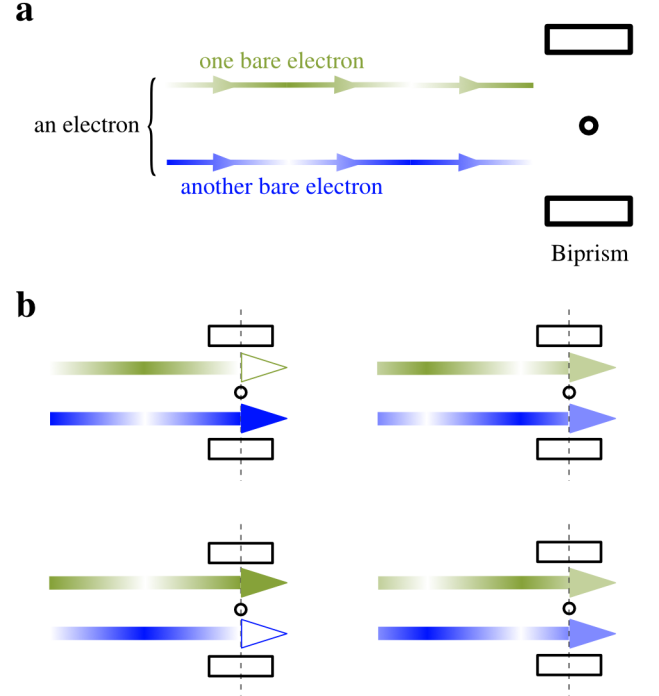 a
one bare electron
an electron
another bare electron
Biprism
b